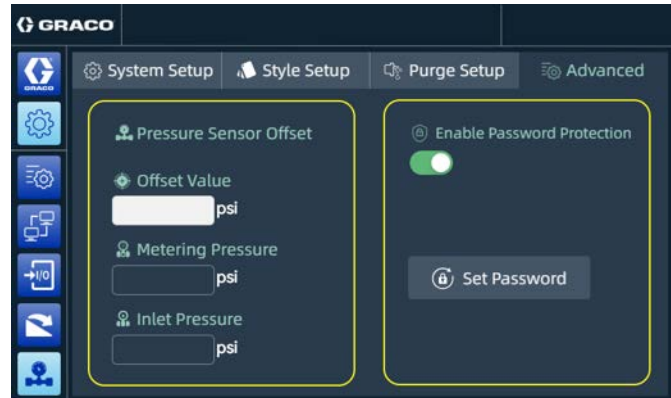 GRACO
GRACO
System Setup
Style Setup
Purge Setup
Advanced
Pressure Sensor Offset
Offset Value
psi
Metering Pressure
psi
Inlet Pressure
psi
Enable Password Protection
Set Password
I/O